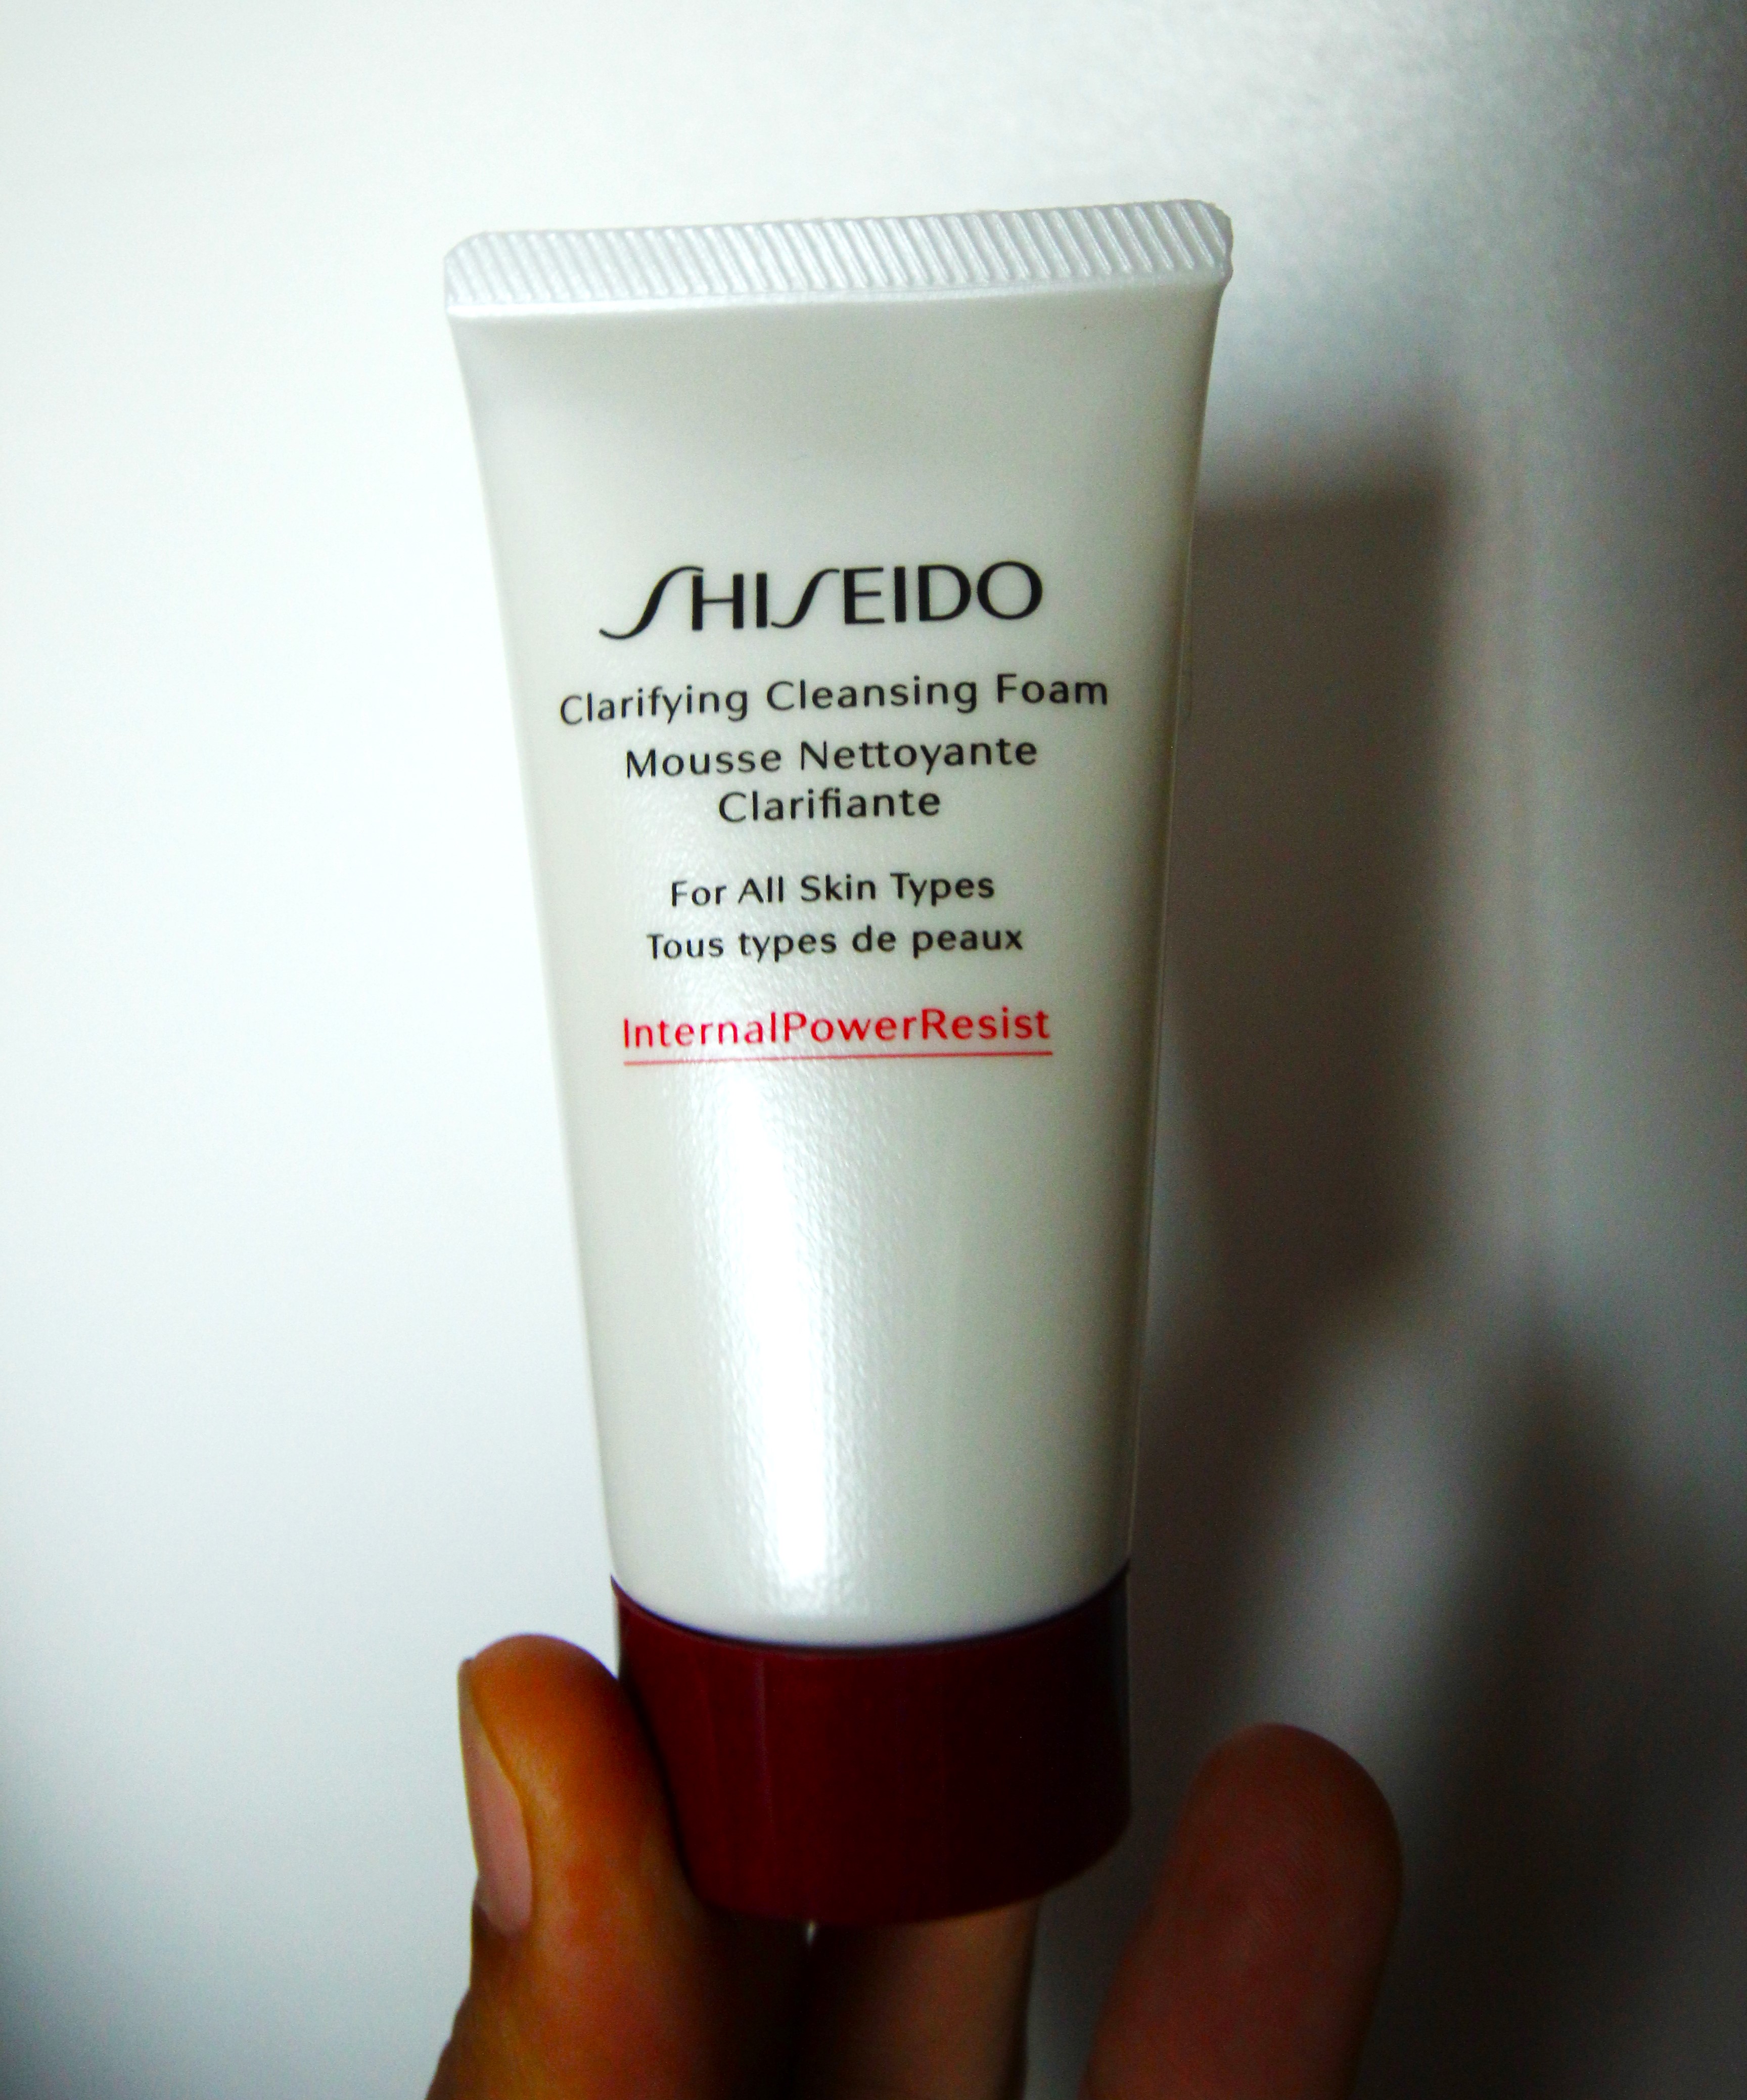 SHISEIDO
Clarifying Cleansing Foam
Mousse Nettoyante
Clarifiante
For All Skin Types
Tous types de peaux
InternalPowerResist